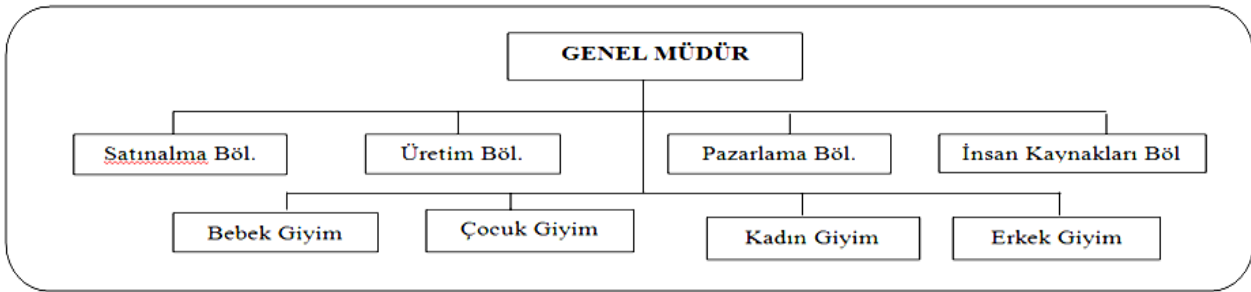 GENEL MÜDÜR
Satınalma Böl.
Üretim Böl.
Pazarlama Böl.
İnsan Kaynakları Böl
Bebek Giyim
Çocuk Giyim
Kadın Giyim
Erkek Giyim